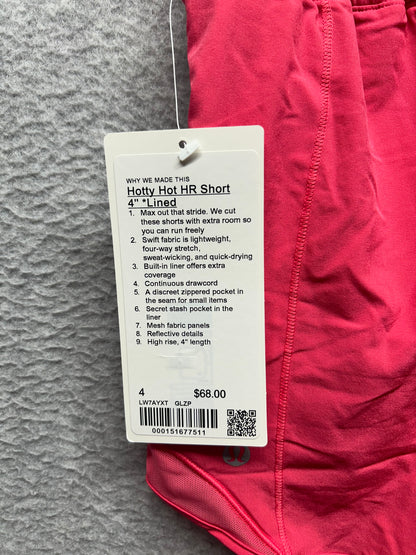 WHY WE MADE THIS
Hotty Hot HR Short
4" *Lined
1. Max out that stride. We cut
these shorts with extra room so
you can run freely
2. Swift fabric is lightweight,
four-way stretch,
sweat-wicking, and quick-drying
3. Built-in liner offers extra
coverage
4. Continuous drawcord
5. A discreet zippered pocket in
the seam for small items
6. Secret stash pocket in the
liner
7. Mesh fabric panels
8. Reflective details
9. High rise, 4" length
4 $68.00
LW7AYXT GLZP
000151677511